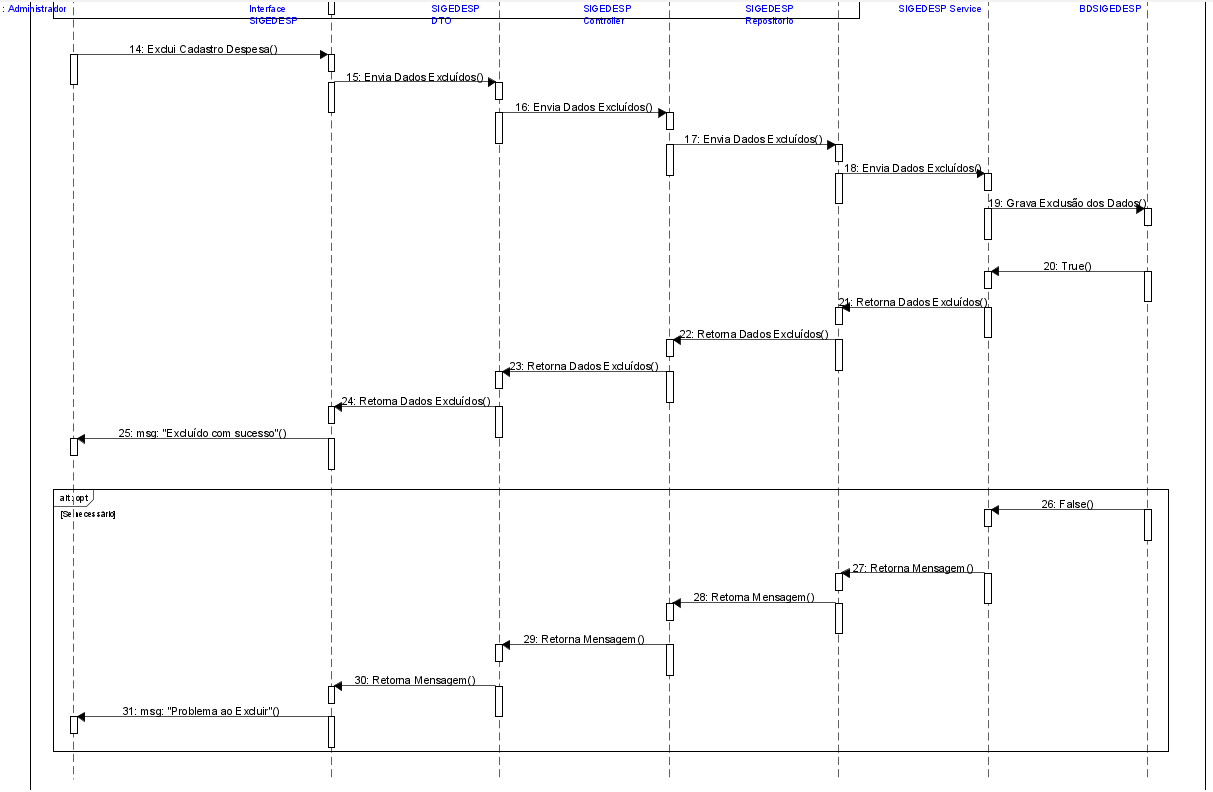 : Administrador
Interface
SIGEDESP
SIGEDESP
DTO
SIGEDESP
Controller
SIGEDESP
Repositorio
SIGEDESP Service
BDSIGEDESP
14: Exclui Cadastro Despesa()
15: Envia Dados Excluídos()
16: Envia Dados Excluídos()
17: Envia Dados Excluídos()
18: Envia Dados Excluídos()
19: Grava Exclusão dos Dados()
20: True()
21: Retorna Dados Excluídos()
22: Retorna Dados Excluídos()
23: Retorna Dados Excluídos()
24: Retorna Dados Excluídos()
25: msg: "Excluído com sucesso"()
alt: opt
[Se necessário]
26: False()
27: Retorna Mensagem()
28: Retorna Mensagem()
29: Retorna Mensagem()
30: Retorna Mensagem()
31: msg: "Problema ao Excluir"()